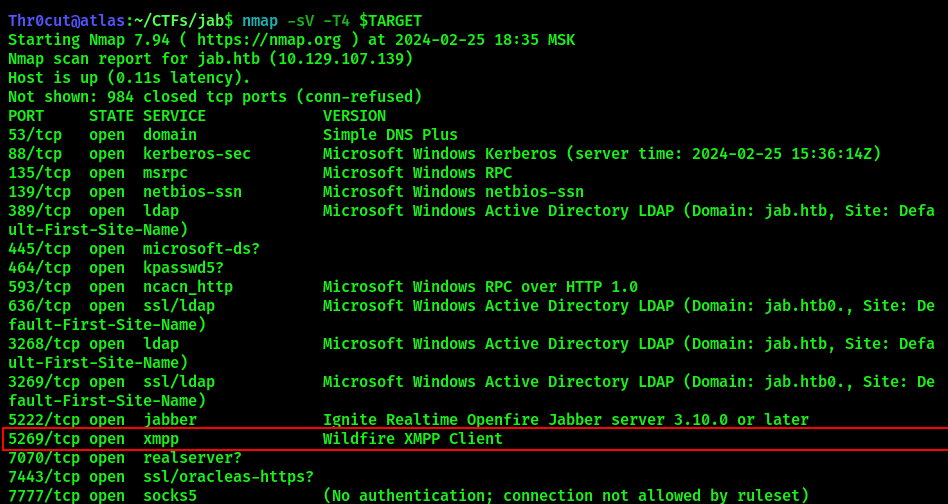 Thr0cut@atlas:~/CTFs/jab$ nmap -sV -T4 $TARGET
Starting Nmap 7.94 ( https://nmap.org ) at 2024-02-25 18:35 MSK
Nmap scan report for jab.htb (10.129.107.139)
Host is up (0.11s latency).
Not shown: 984 closed tcp ports (conn-refused)
PORT     STATE SERVICE           VERSION
53/tcp   open  domain            Simple DNS Plus
88/tcp   open  kerberos-sec      Microsoft Windows Kerberos (server time: 2024-02-25 15:36:14Z)
135/tcp  open  msrpc             Microsoft Windows RPC
139/tcp  open  netbios-ssn       Microsoft Windows netbios-ssn
389/tcp  open  ldap              Microsoft Windows Active Directory LDAP (Domain: jab.htb, Site: Defa
ult-First-Site-Name)
445/tcp  open  microsoft-ds?
464/tcp  open  kpasswd5?
593/tcp  open  ncacn_http        Microsoft Windows RPC over HTTP 1.0
636/tcp  open  ssl/ldap          Microsoft Windows Active Directory LDAP (Domain: jab.htb0., Site: De
fault-First-Site-Name)
3268/tcp open  ldap              Microsoft Windows Active Directory LDAP (Domain: jab.htb, Site: Defa
ult-First-Site-Name)
3269/tcp open  ssl/ldap          Microsoft Windows Active Directory LDAP (Domain: jab.htb0., Site: De
fault-First-Site-Name)
5222/tcp open  jabber            Ignite Realtime Openfire Jabber server 3.10.0 or later
5269/tcp open  xmpp              Wildfire XMPP Client
7070/tcp open  realserver?
7443/tcp open  ssl/oracleas-https?
7777/tcp open  socks5            (No authentication; connection not allowed by ruleset)